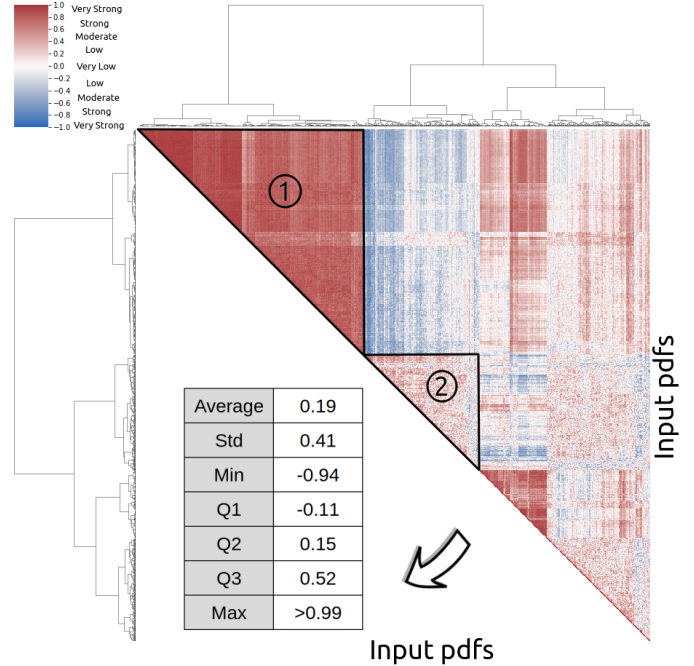 1.0 Very Strong
0.8 Strong
0.6 Moderate
0.4 Low
0.2
0.0 Very Low
−0.2
−0.4 Low
−0.6 Moderate
−0.8 Strong
−1.0 Very Strong
1
2
Input pdfs
Average 0.19
Std 0.41
Min -0.94
Q1 -0.11
Q2 0.15
Q3 0.52
Max >0.99
Input pdfs